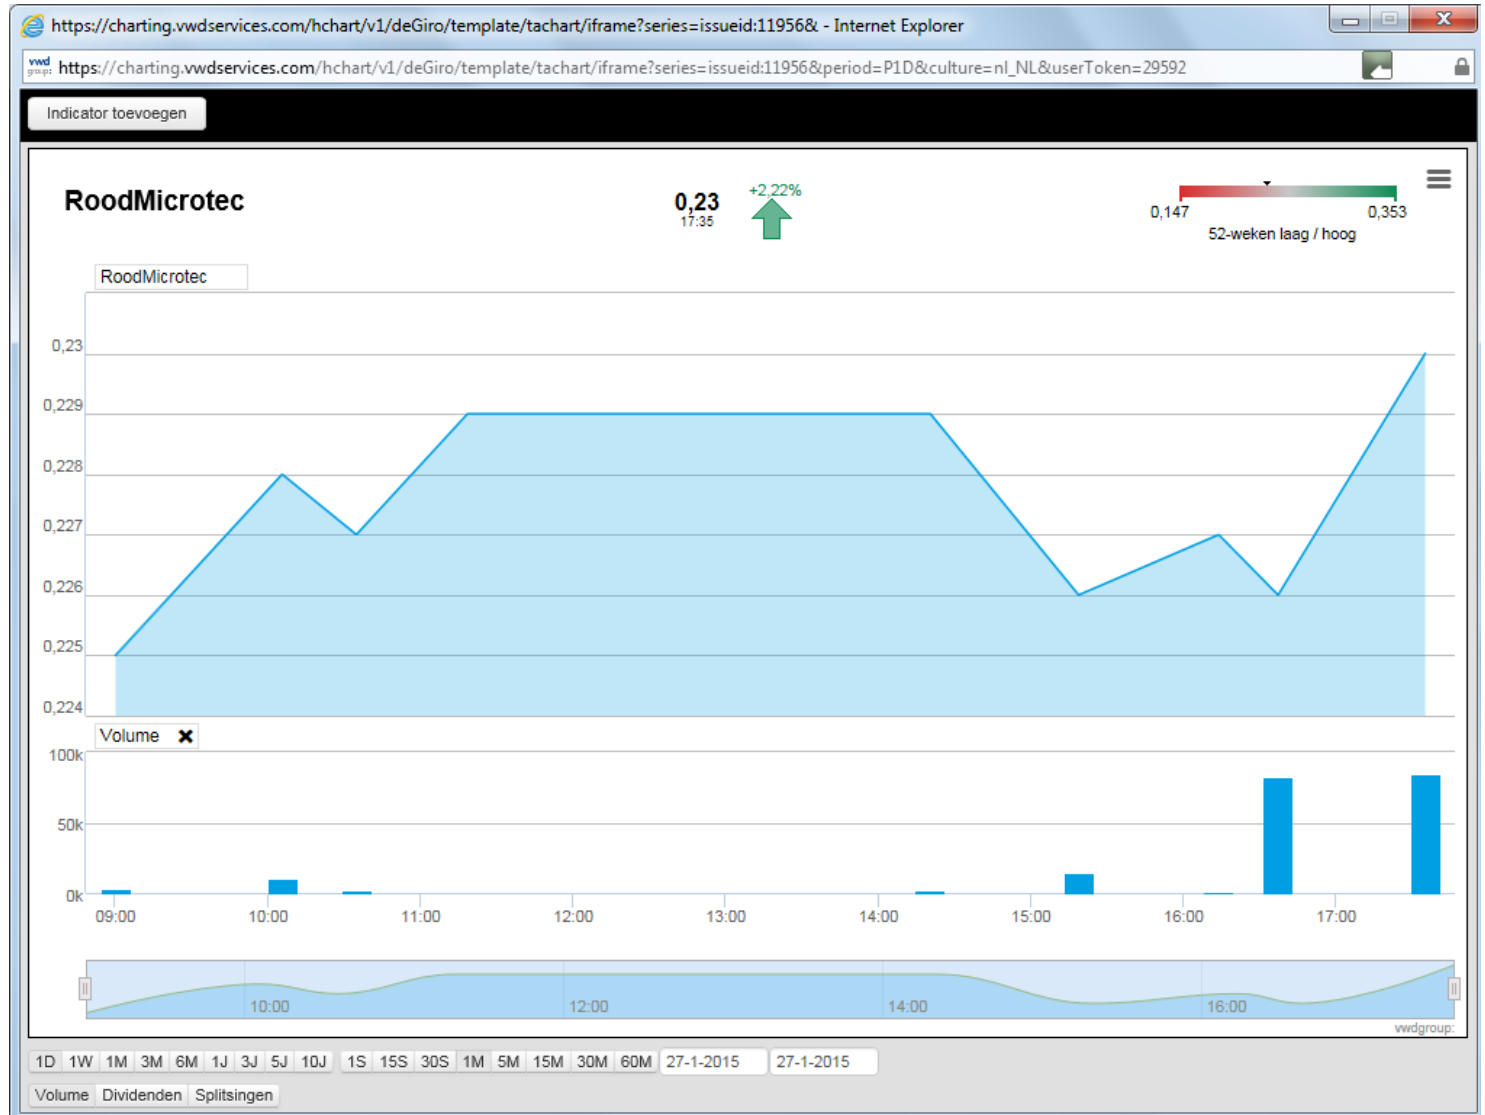 https://charting.vwdservices.com/hchart/v1/deGiro/template/tachart/iframe?series=issueid:11956& - Internet Explorer
vwd group: https://charting.vwdservices.com/hchart/v1/deGiro/template/tachart/iframe?series=issueid:11956&period=P1D&culture=nl_NL&userToken=29592
Indicator toevoegen
RoodMicrotec
0,23
17:35
+2,22%
0,147 0,353
52-weken laag / hoog
RoodMicrotec
0,23
0,229
0,228
0,227
0,226
0,225
0,224
Volume
100k
50k
0k
09:00 10:00 11:00 12:00 13:00 14:00 15:00 16:00 17:00
10:00 12:00 14:00 16:00
vwdgroup:
1D 1W 1M 3M 6M 1J 3J 5J 10J 1S 15S 30S 1M 5M 15M 30M 60M 27-1-2015 27-1-2015
Volume Dividenden Splitsingen